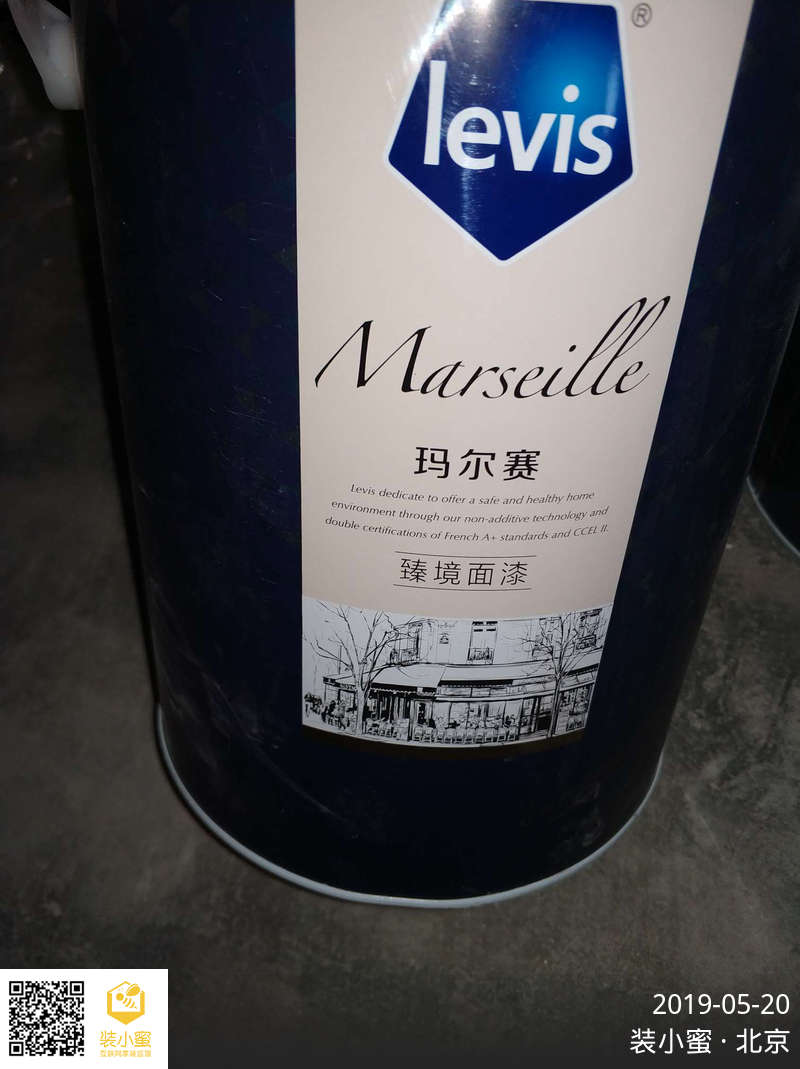 ®
levis
Marseille
玛尔赛
Levis dedicate to offer a safe and healthy home
environment through our non-additive technology and
double certifications of French A+ standards and CCEL II.
臻境面漆
2019-05-20
装小蜜 · 北京
装小蜜